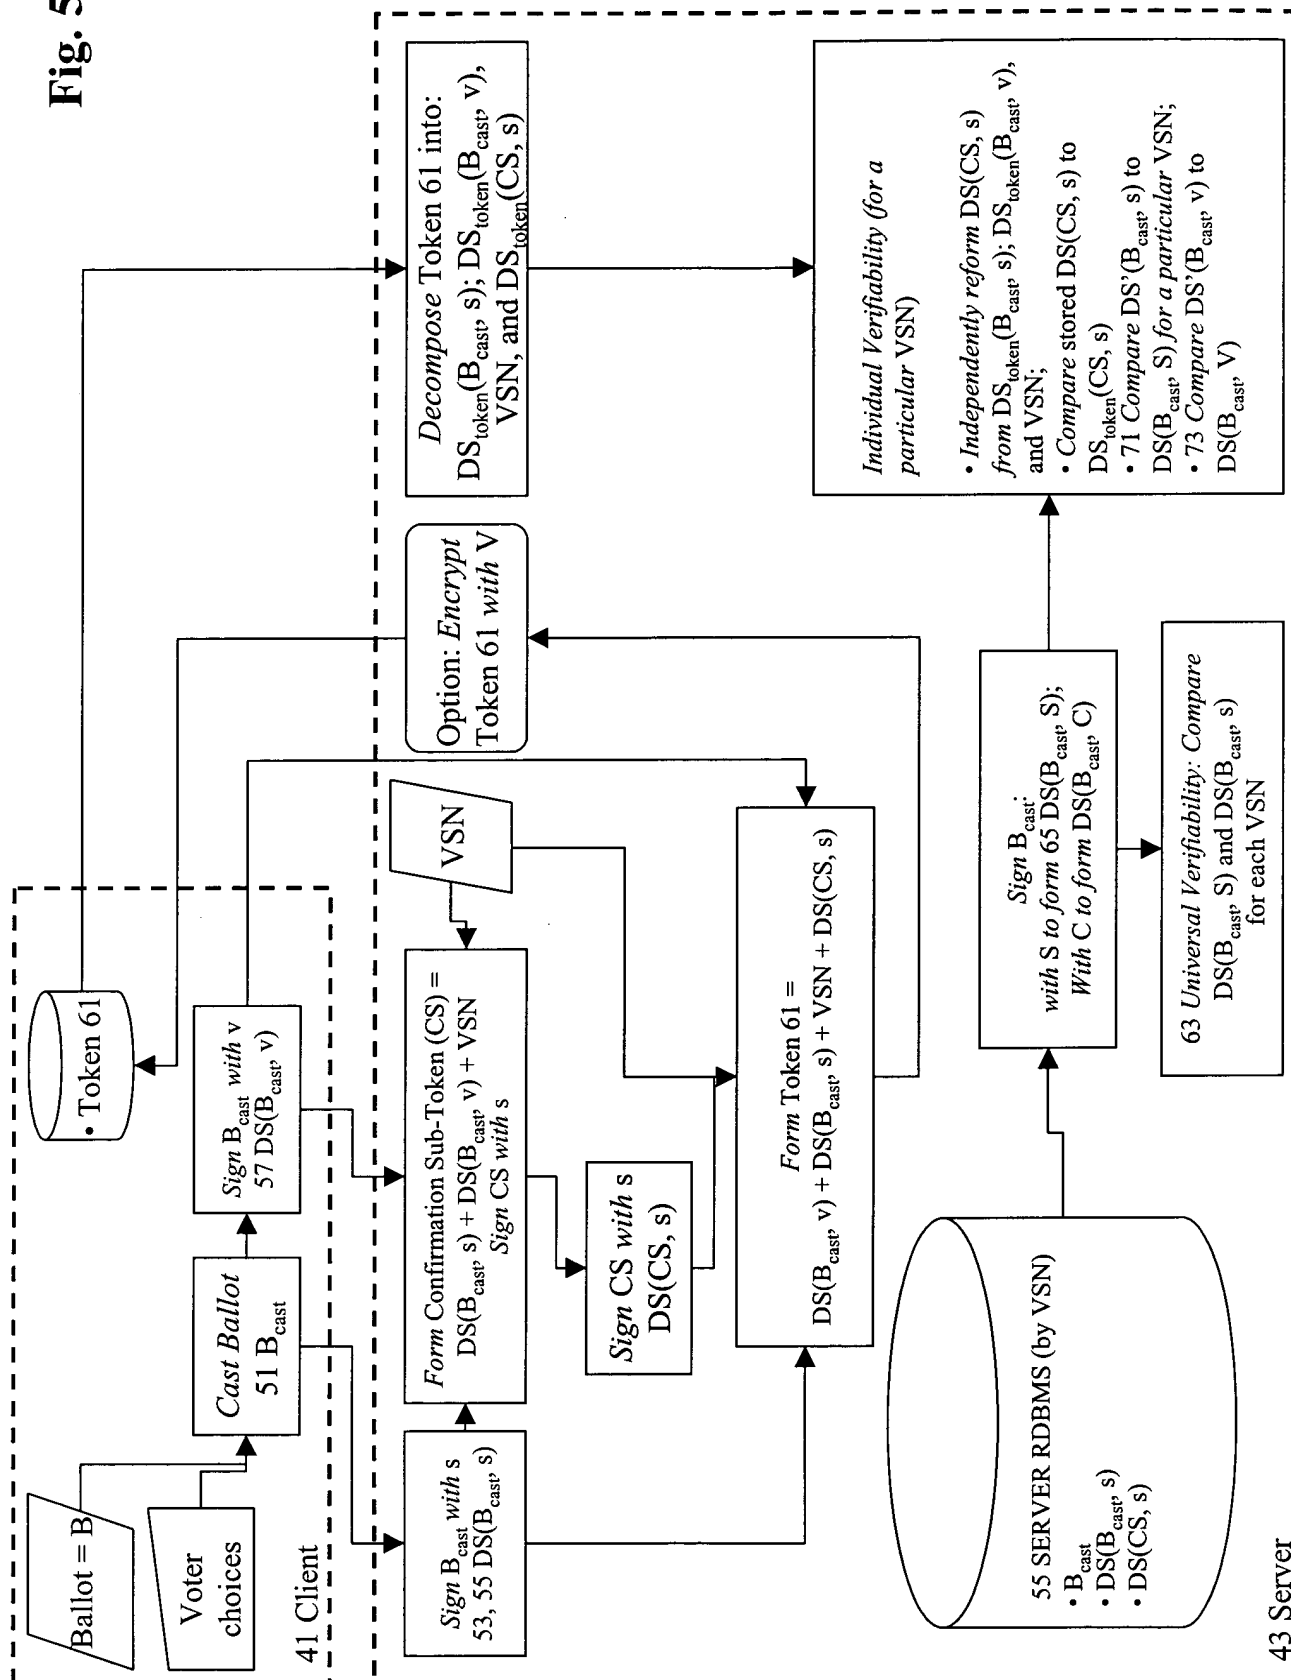 Fig. 5
Ballot = B
Voter
choices
41 Client
Cast Ballot
51 B_cast
Sign B_cast with v
57 DS(B_cast, v)
• Token 61
Sign B_cast with s
53, 55 DS(B_cast, s)
Form Confirmation Sub-Token (CS) =
DS(B_cast, s) + DS(B_cast, v) + VSN
Sign CS with s
VSN
Option: Encrypt
Token 61 with V
Decompose Token 61 into:
DS_token(B_cast, s); DS_token(B_cast, v),
VSN, and DS_token(CS, s)
Sign CS with s
DS(CS, s)
Form Token 61 =
DS(B_cast, v) + DS(B_cast, s) + VSN + DS(CS, s)
Individual Verifiability (for a
particular VSN)
• Independently reform DS(CS, s)
from DS_token(B_cast, s); DS_token(B_cast, v),
and VSN;
• Compare stored DS(CS, s) to
DS_token(CS, s)
• 71 Compare DS'(B_cast, s) to
DS(B_cast, S) for a particular VSN;
• 73 Compare DS'(B_cast, v) to
DS(B_cast, V)
55 SERVER RDBMS (by VSN)
• B_cast
• DS(B_cast, s)
• DS(CS, s)
Sign B_cast:
with S to form 65 DS(B_cast, S);
With C to form DS(B_cast, C)
63 Universal Verifiability: Compare
DS(B_cast, S) and DS(B_cast, s)
for each VSN
43 Server